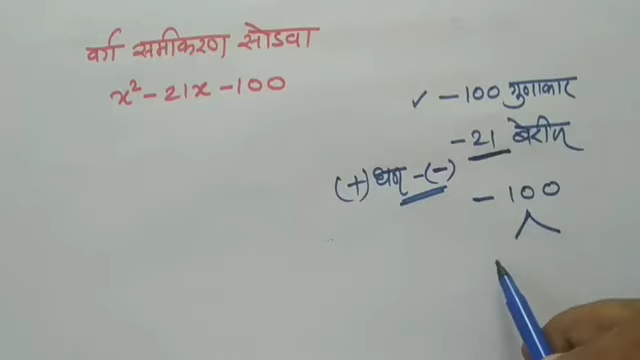 वर्ग समीकरण सोडवा
x² - 21x - 100
✓ - 100 गुणाकार
- 21 बेरीज
(+) धन - (-)
- 100